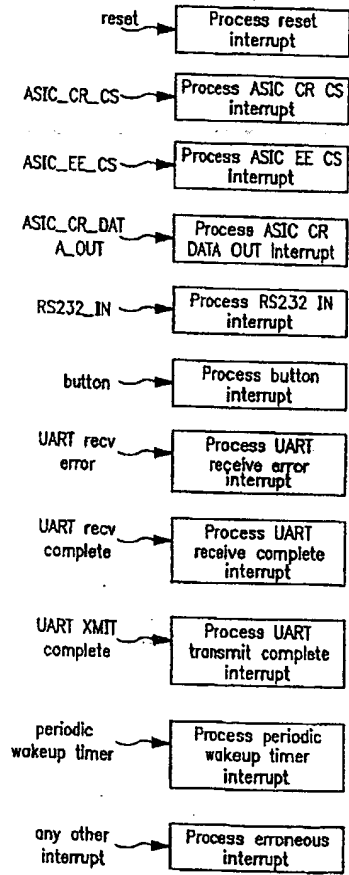 reset
Process reset
interrupt
ASIC_CR_CS
Process ASIC CR CS
interrupt
ASIC_EE_CS
Process ASIC EE CS
interrupt
ASIC_CR_DAT
A_OUT
Process ASIC CR
DATA OUT Interrupt
RS232_IN
Process RS232 IN
interrupt
button
Process button
interrupt
UART recv
error
Process UART
receive error
interrupt
UART recv
complete
Process UART
receive complete
interrupt
UART XMIT
complete
Process UART
transmit complete
interrupt
periodic
wakeup timer
Process periodic
wakeup timer
interrupt
any other
interrupt
Process erroneous
interrupt